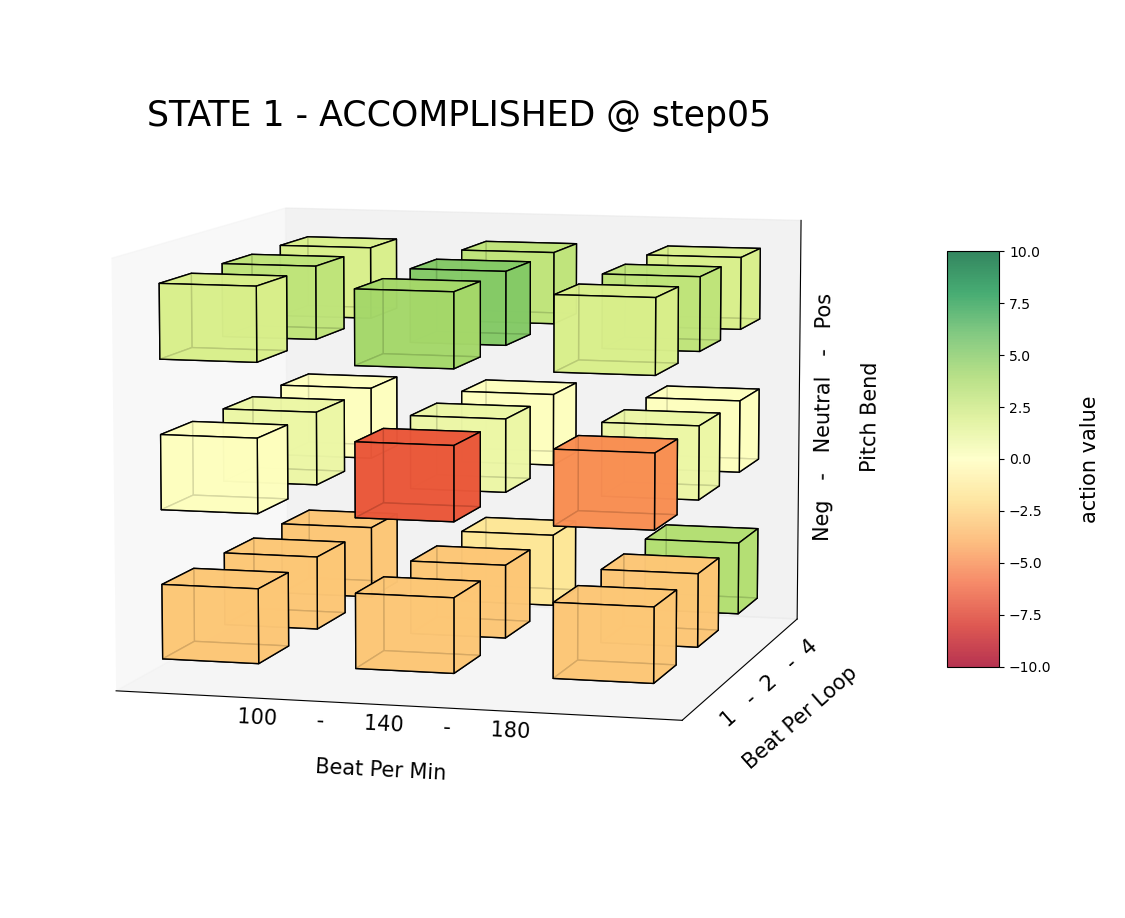 STATE 1 - ACCOMPLISHED @ step05
10.0
7.5
5.0
2.5
0.0
−2.5
−5.0
−7.5
−10.0
action value
Neg - Neutral - Pos
Pitch Bend
1 - 2 - 4
Beat Per Loop
100 - 140 - 180
Beat Per Min